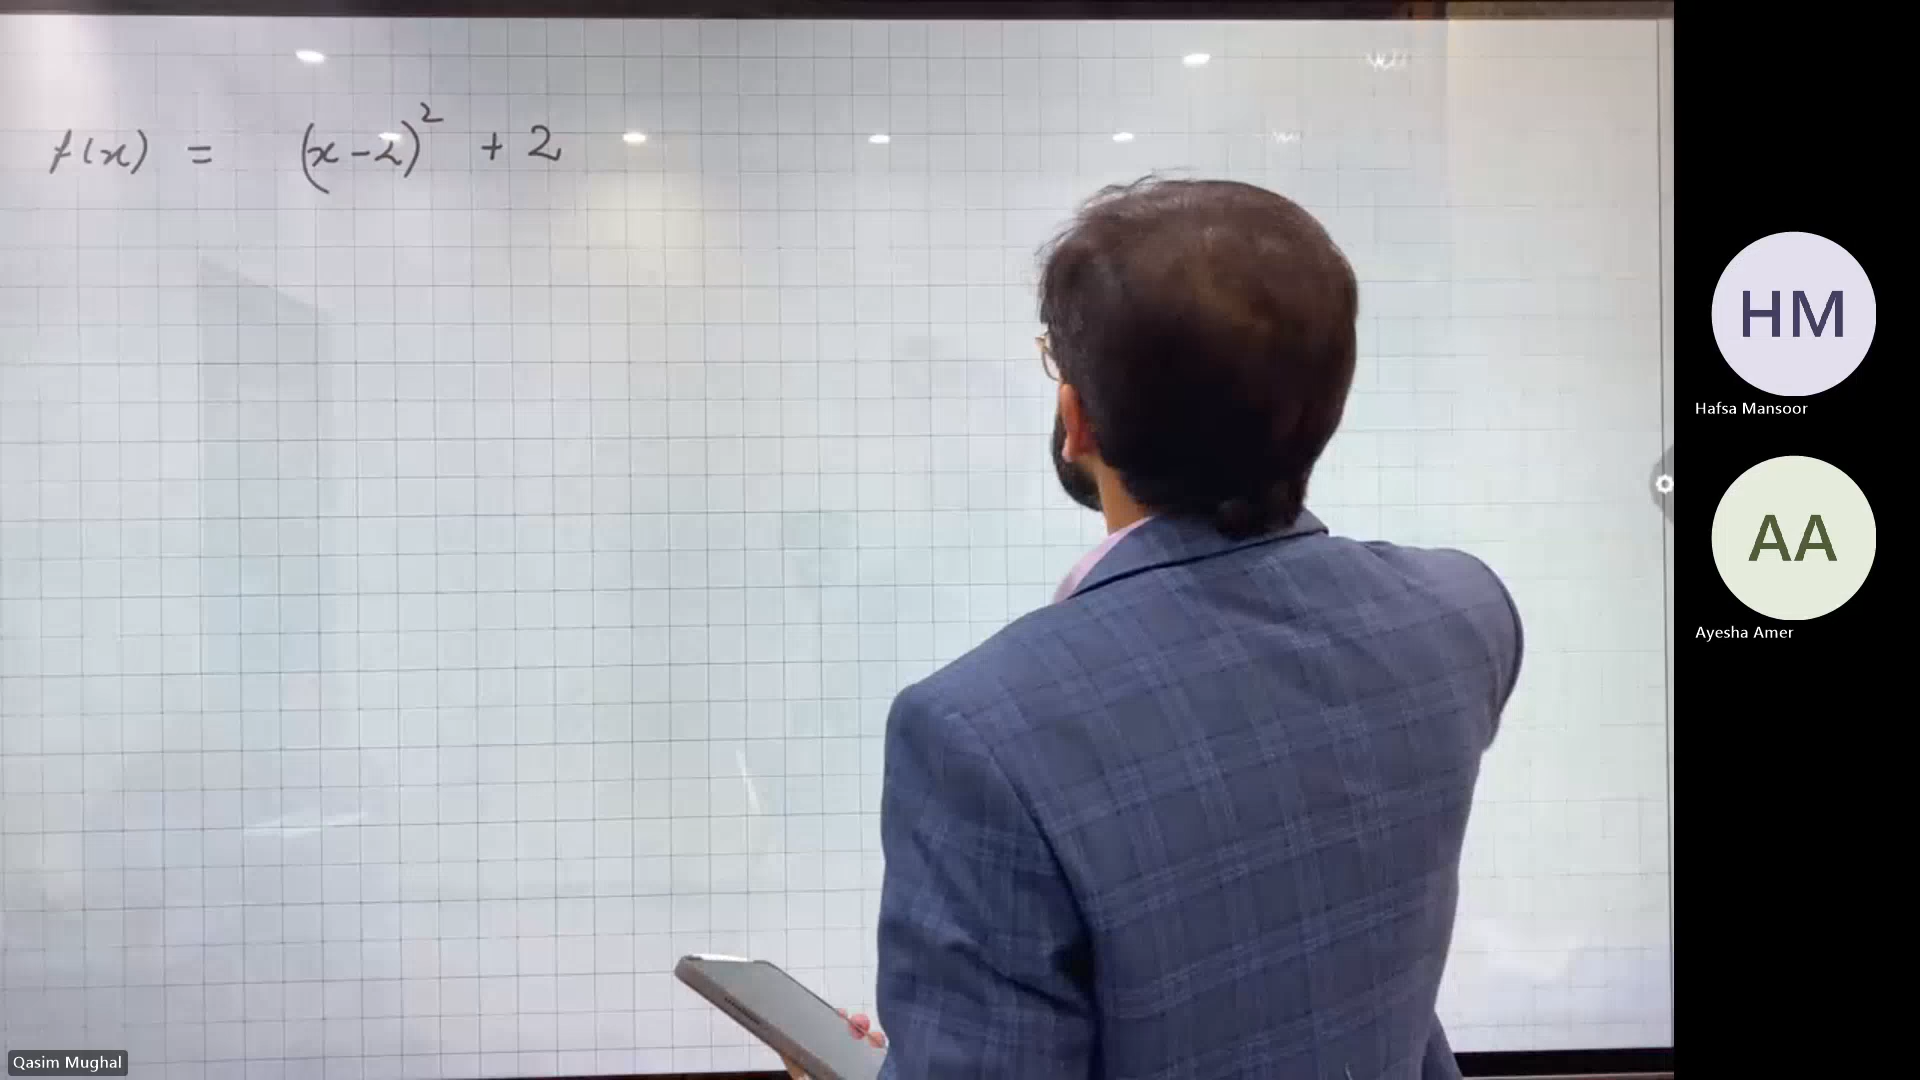 f(x) = (x-2)² + 2
HM
Hafsa Mansoor
AA
Ayesha Amer
Qasim Mughal